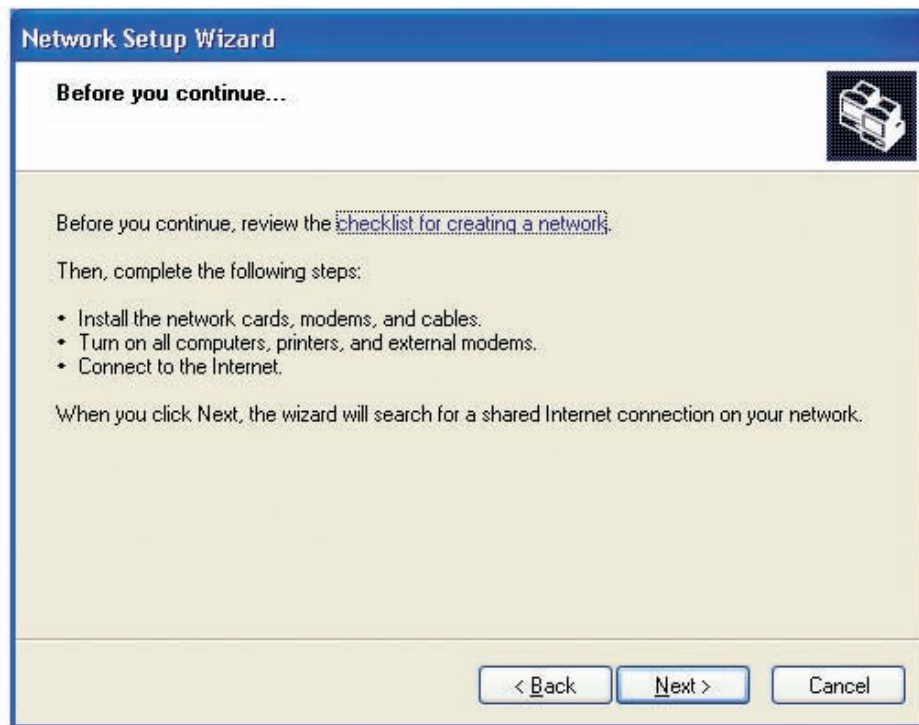 Network Setup Wizard
Before you continue...
Before you continue, review the checklist for creating a network.
Then, complete the following steps:
• Install the network cards, modems, and cables.
• Turn on all computers, printers, and external modems.
• Connect to the Internet.
When you click Next, the wizard will search for a shared Internet connection on your network.
< Back Next > Cancel